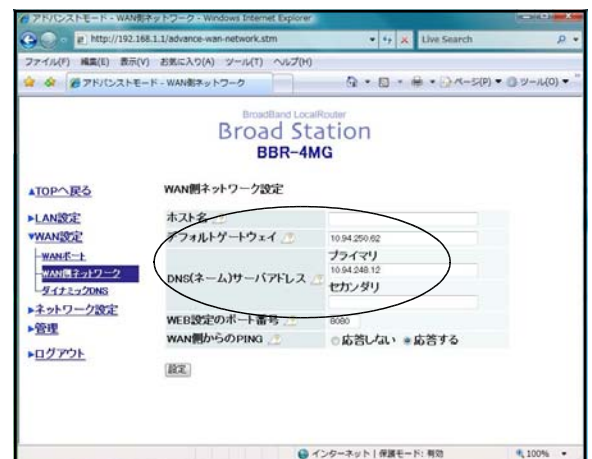 アドバンストモード - WAN側ネットワーク - Windows Internet Explorer
http://192.168.1.1/advance-wan-network.stm
Live Search
ファイル(F) 編集(E) 表示(V) お気に入り(A) ツール(T) ヘルプ(H)
アドバンストモード - WAN側ネットワーク
ページ(P) ツール(O)
BroadBand LocalRouter
Broad Station
BBR-4MG
▲TOPへ戻る
WAN側ネットワーク設定
▶LAN設定
▼WAN設定
WANポート
WAN側ネットワーク
ダイナミックDNS
▶ネットワーク設定
▶管理
▶ログアウト
ホスト名
デフォルトゲートウェイ 10.94.250.62
DNS(ネーム)サーバアドレス
プライマリ
10.94.248.12
セカンダリ
WEB設定のポート番号 8080
WAN側からのPING 応答しない 応答する
設定
インターネット | 保護モード: 有効 100%